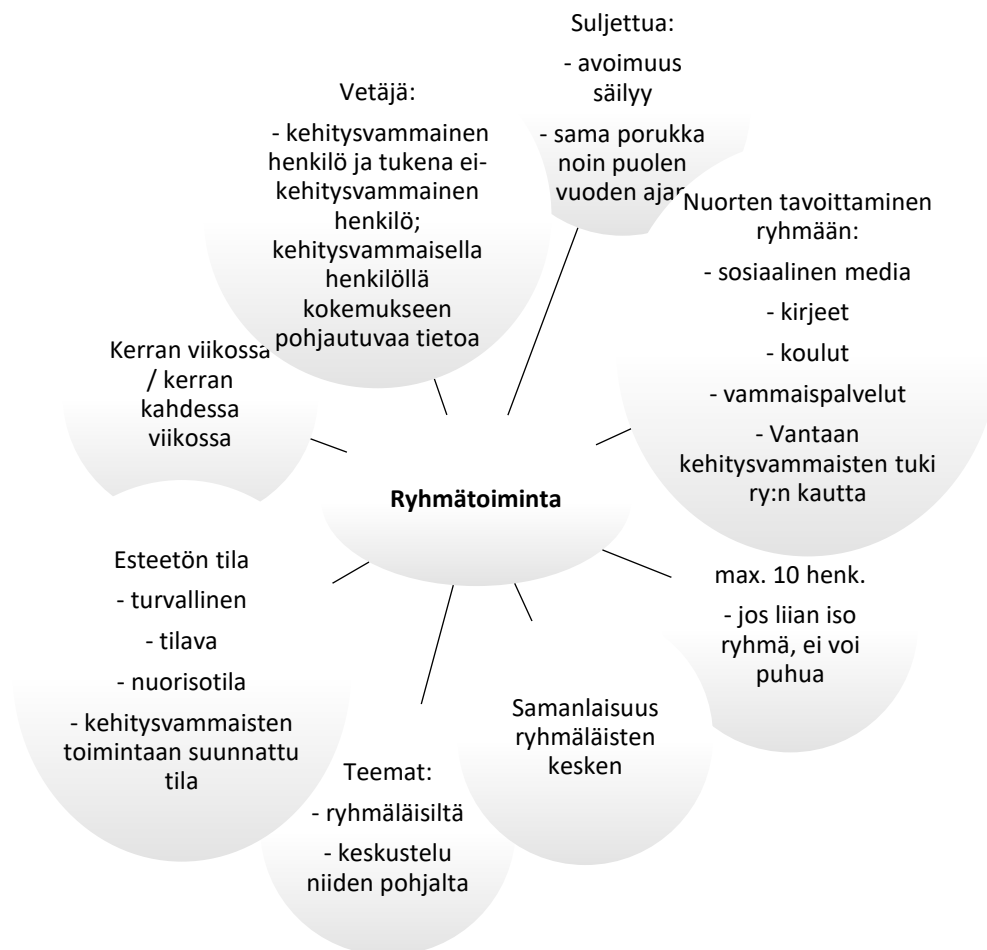 Suljettua:
- avoimuus
säilyy
- sama porukka
noin puolen
vuoden ajan
Vetäjä:
- kehitysvammainen
henkilö ja tukena ei-
kehitysvammainen
henkilö;
kehitysvammaisella
henkilöllä
kokemukseen
pohjautuvaa tietoa
Nuorten tavoittaminen
ryhmään:
- sosiaalinen media
- kirjeet
- koulut
- vammaispalvelut
- Vantaan
kehitysvammaisten tuki
ry:n kautta
Kerran viikossa
/ kerran
kahdessa
viikossa
Ryhmätoiminta
Esteetön tila
- turvallinen
- tilava
- nuorisotila
- kehitysvammaisten
toimintaan suunnattu
tila
max. 10 henk.
- jos liian iso
ryhmä, ei voi
puhua
Samanlaisuus
ryhmäläisten
kesken
Teemat:
- ryhmäläisiltä
- keskustelu
niiden pohjalta